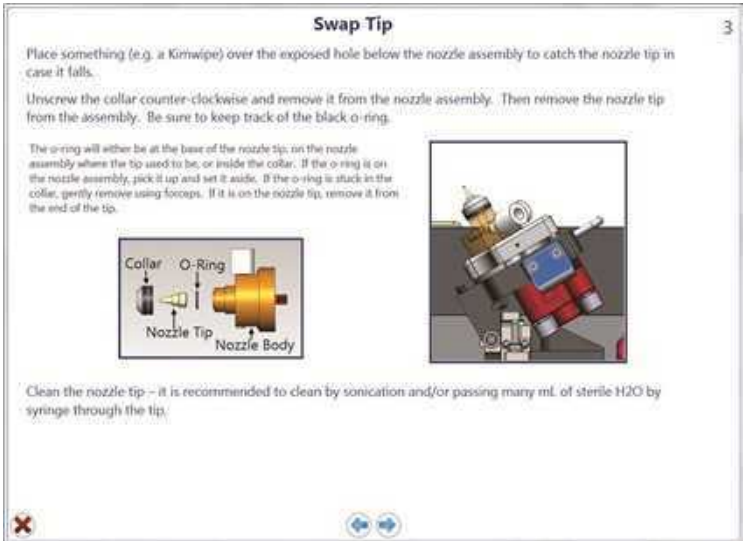 Swap Tip
3
Place something (e.g. a Kimwipe) over the exposed hole below the nozzle assembly to catch the nozzle tip in
case it falls.
Unscrew the collar counter-clockwise and remove it from the nozzle assembly. Then remove the nozzle tip
from the assembly. Be sure to keep track of the black o-ring.
The o-ring will either be at the base of the nozzle tip, on the nozzle
assembly where the tip used to be, or inside the collar. If the o-ring is on
the nozzle assembly, pick it up and set it aside. If the o-ring is stuck in the
collar, gently remove using forceps. If it is on the nozzle tip, remove it from
the end of the tip.
Collar O-Ring
Nozzle Tip
Nozzle Body
Clean the nozzle tip – it is recommended to clean by sonication and/or passing many mL of sterile H2O by
syringe through the tip.